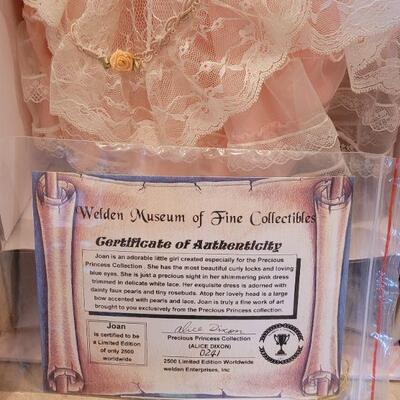 Welden Museum of Fine Collectibles
Certificate of Authenticity
Joan is an adorable little girl created especially for the Precious
Princess Collection . She has the most beautiful curly locks and loving
blue eyes. She is just a precious sight in her shimmering pink dress
trimmed in delicate white lace. Her exquisite dress is adorned with
dainty faux pearls and tiny rosebuds. Atop her lovely head is a large
bow accented with pearls and lace. Joan is truly a fine work of art
brought to you exclusively from the Precious Princess collection.
Joan
is certified to be
a Limited Edition
of only 2500
worldwide
Alice Dixon
Precious Princess Collection
(ALICE DIXON)
0241
2500 Limited Edition Worldwide
welden Enterprises, Inc